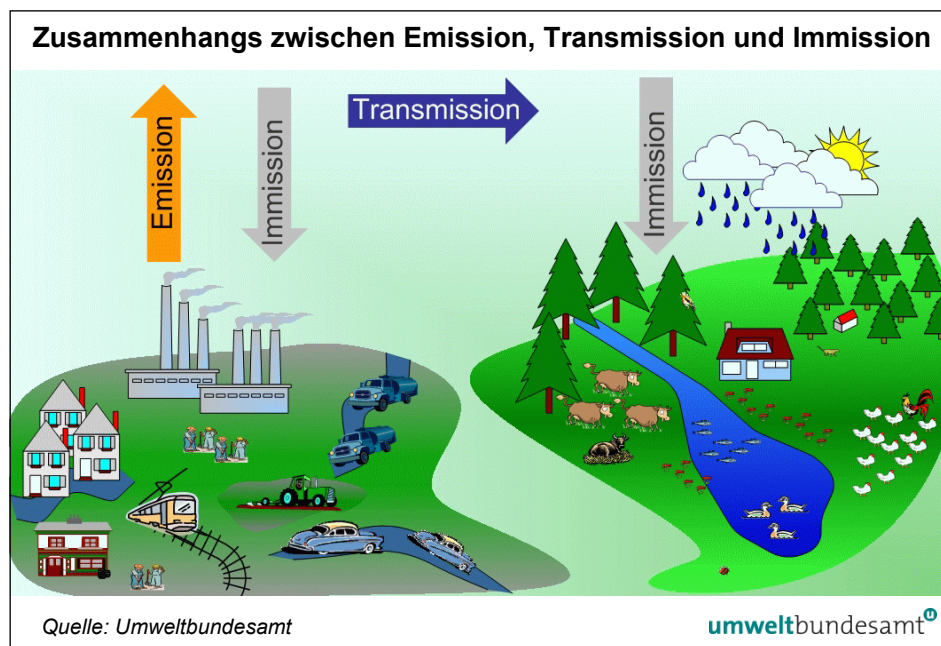 Zusammenhangs zwischen Emission, Transmission und Immission
Emission
Immission
Transmission
Immission
Quelle: Umweltbundesamt
umweltbundesamt